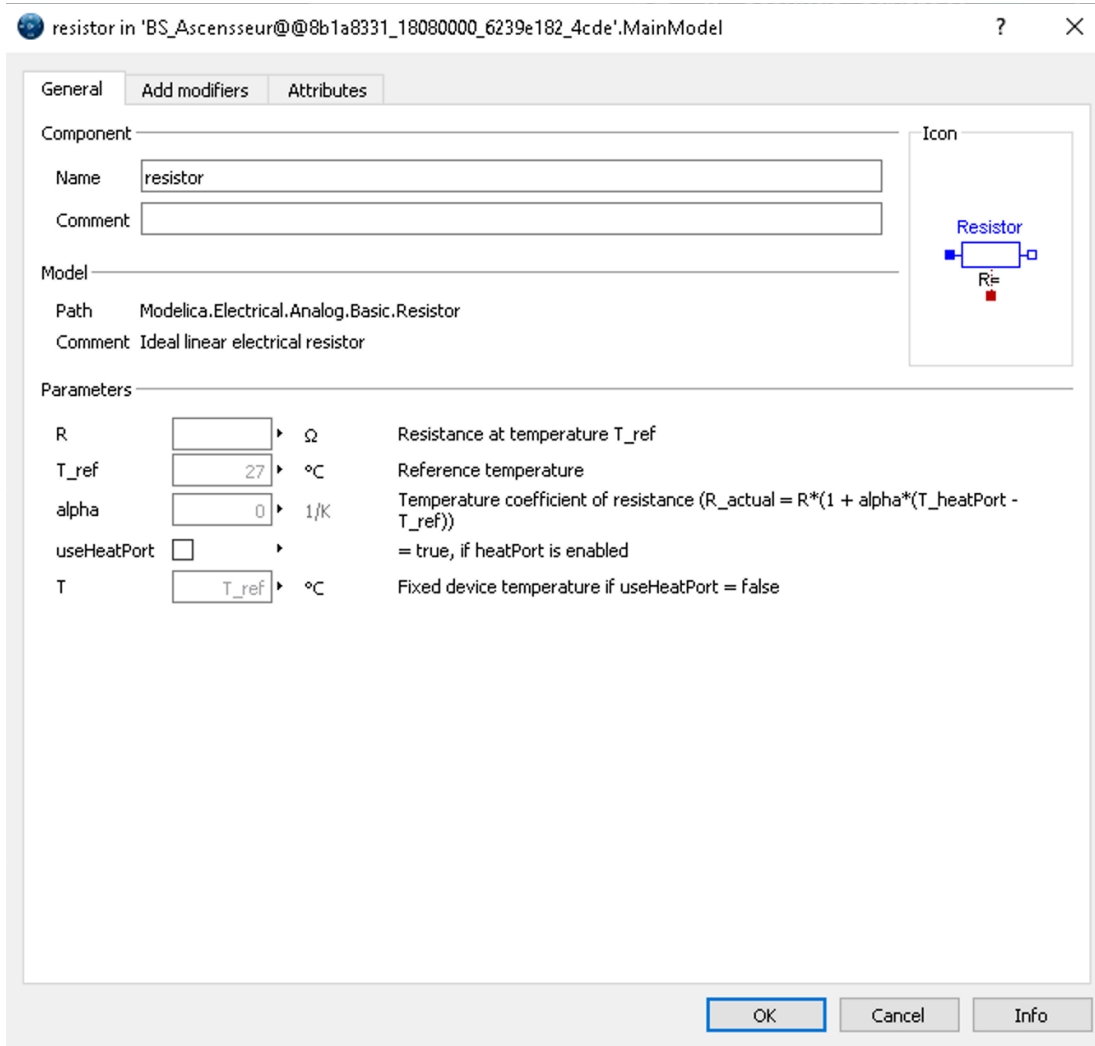 resistor in 'BS_Ascensseur@@8b1a8331_18080000_6239e182_4cde'.MainModel ?
General Add modifiers Attributes
Component
Icon
Name resistor
Comment
Resistor
R=
Model
Path Modelica.Electrical.Analog.Basic.Resistor
Comment Ideal linear electrical resistor
Parameters
R Ω Resistance at temperature T_ref
T_ref 27 °C Reference temperature
alpha 0 1/K Temperature coefficient of resistance (R_actual = R*(1 + alpha*(T_heatPort -
T_ref))
useHeatPort = true, if heatPort is enabled
T T_ref °C Fixed device temperature if useHeatPort = false
OK Cancel Info